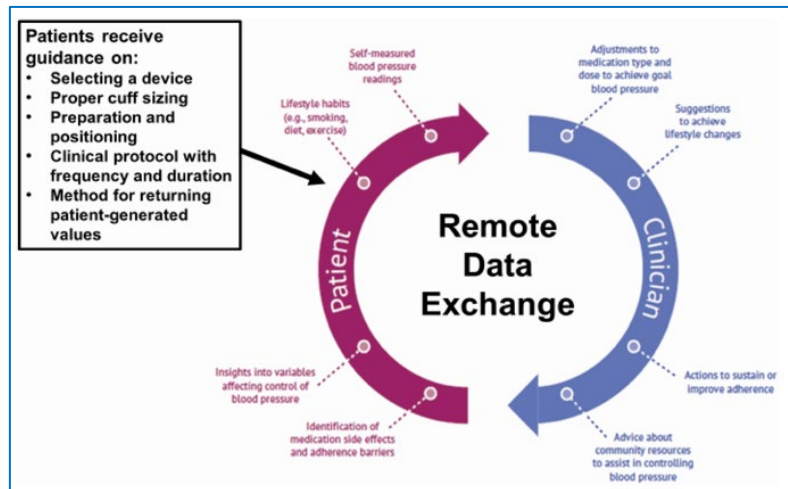 Patients receive
guidance on:
• Selecting a device
• Proper cuff sizing
• Preparation and
positioning
• Clinical protocol with
frequency and duration
• Method for returning
patient-generated
values
Self-measured
blood pressure
readings
Lifestyle habits
(e.g., smoking,
diet, exercise)
Patient
Insights into variables
affecting control of
blood pressure
Identification of
medication side effects
and adherence barriers
Remote
Data
Exchange
Adjustments to
medication type and
dose to achieve goal
blood pressure
Suggestions
to achieve
lifestyle changes
Clinician
Actions to sustain or
improve adherence
Advice about
community resources
to assist in controlling
blood pressure